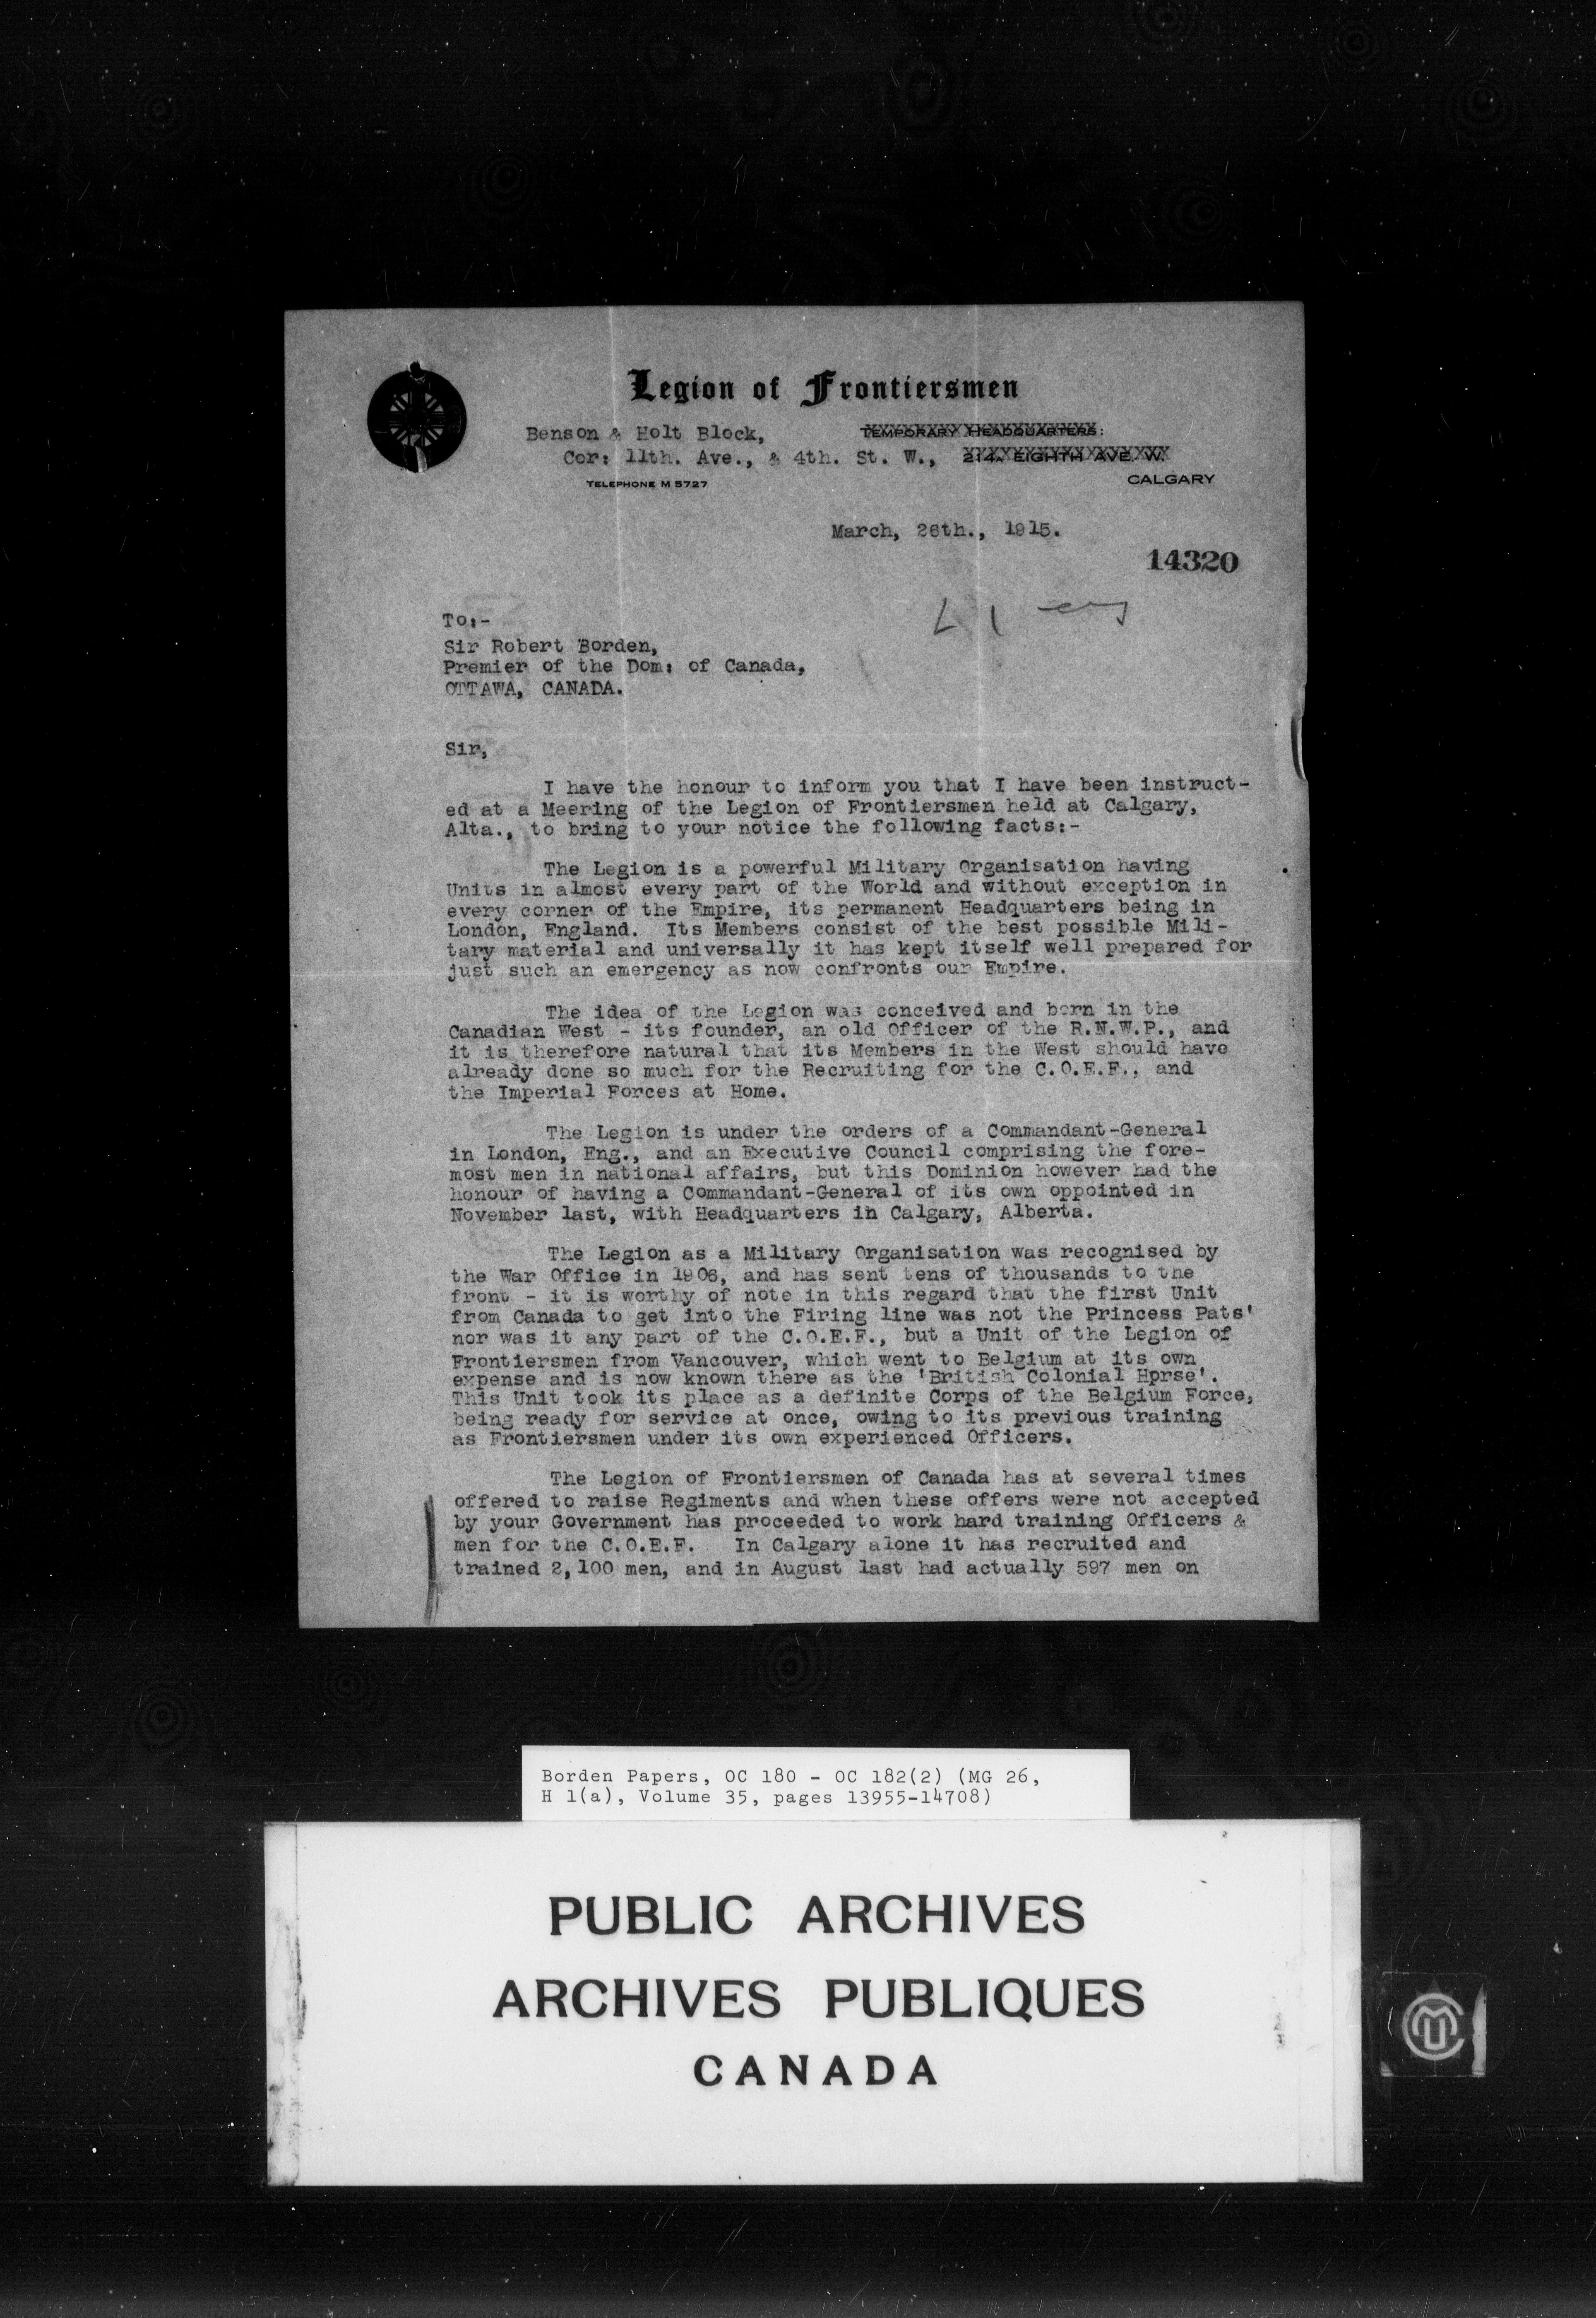 Legion of Frontiersmen
Benson & Holt Block, TEMPORARY HEADQUARTERS:
Cor: 11th. Ave., & 4th. St. W., 214. EIGHTH AVE. W.
TELEPHONE M 5727 CALGARY
March, 26th., 1915.
14320
To:-
Sir Robert Borden,
Premier of the Dom: of Canada,
OTTAWA, CANADA.
Sir,
I have the honour to inform you that I have been instruct-
ed at a Meering of the Legion of Frontiersmen held at Calgary,
Alta., to bring to your notice the following facts:-
The Legion is a powerful Military Organisation having
Units in almost every part of the World and without exception in
every corner of the Empire, its permanent Headquarters being in
London, England. Its Members consist of the best possible Mili-
tary material and universally it has kept itself well prepared for
just such an emergency as now confronts our Empire.
The idea of the Legion was conceived and born in the
Canadian West - its founder, an old Officer of the R.N.W.P., and
it is therefore natural that its Members in the West should have
already done so much for the Recruiting for the C.O.E.F., and
the Imperial Forces at Home.
The Legion is under the orders of a Commandant-General
in London, Eng., and an Executive Council comprising the fore-
most men in national affairs, but this Dominion however had the
honour of having a Commandant-General of its own oppointed in
November last, with Headquarters in Calgary, Alberta.
The Legion as a Military Organisation was recognised by
the War Office in 1906, and has sent tens of thousands to the
front - it is worthy of note in this regard that the first Unit
from Canada to get into the Firing line was not the Princess Pats'
nor was it any part of the C.O.E.F., but a Unit of the Legion of
Frontiersmen from Vancouver, which went to Belgium at its own
expense and is now known there as the 'British Colonial Hprse'.
This Unit took its place as a definite Corps of the Belgium Force,
being ready for service at once, owing to its previous training
as Frontiersmen under its own experienced Officers.
The Legion of Frontiersmen of Canada has at several times
offered to raise Regiments and when these offers were not accepted
by your Government has proceeded to work hard training Officers &
men for the C.O.E.F. In Calgary alone it has recruited and
trained 2,100 men, and in August last had actually 597 men on
Borden Papers, OC 180 - OC 182(2) (MG 26,
H 1(a), Volume 35, pages 13955-14708)
PUBLIC ARCHIVES
ARCHIVES PUBLIQUES
CANADA